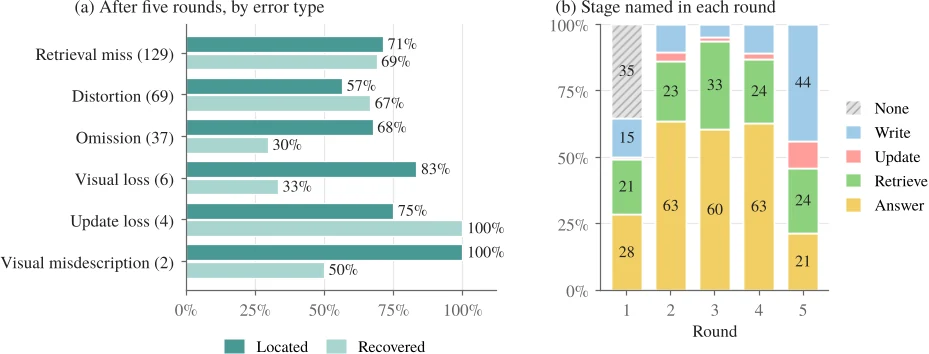 (a) After five rounds, by error type
Retrieval miss (129)
71%
69%
Distortion (69)
57%
67%
Omission (37)
68%
30%
Visual loss (6)
83%
33%
Update loss (4)
75%
100%
Visual misdescription (2)
100%
50%
0% 25% 50% 75% 100%
Located Recovered
(b) Stage named in each round
100%
75%
50%
25%
0%
35
15
21
28
23
63
33
60
24
63
44
24
21
1 2 3 4 5
Round
None
Write
Update
Retrieve
Answer